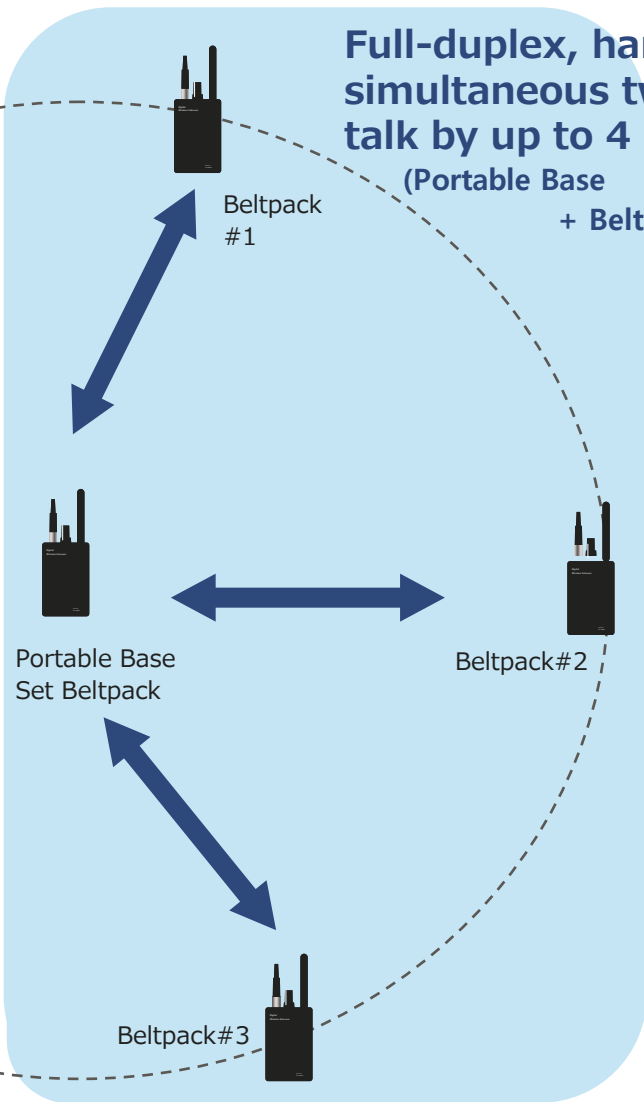 Full-duplex, han
simultaneous tw
talk by up to 4
(Portable Base
+ Belt
Beltpack
#1
Portable Base
Set Beltpack
Beltpack#2
Beltpack#3